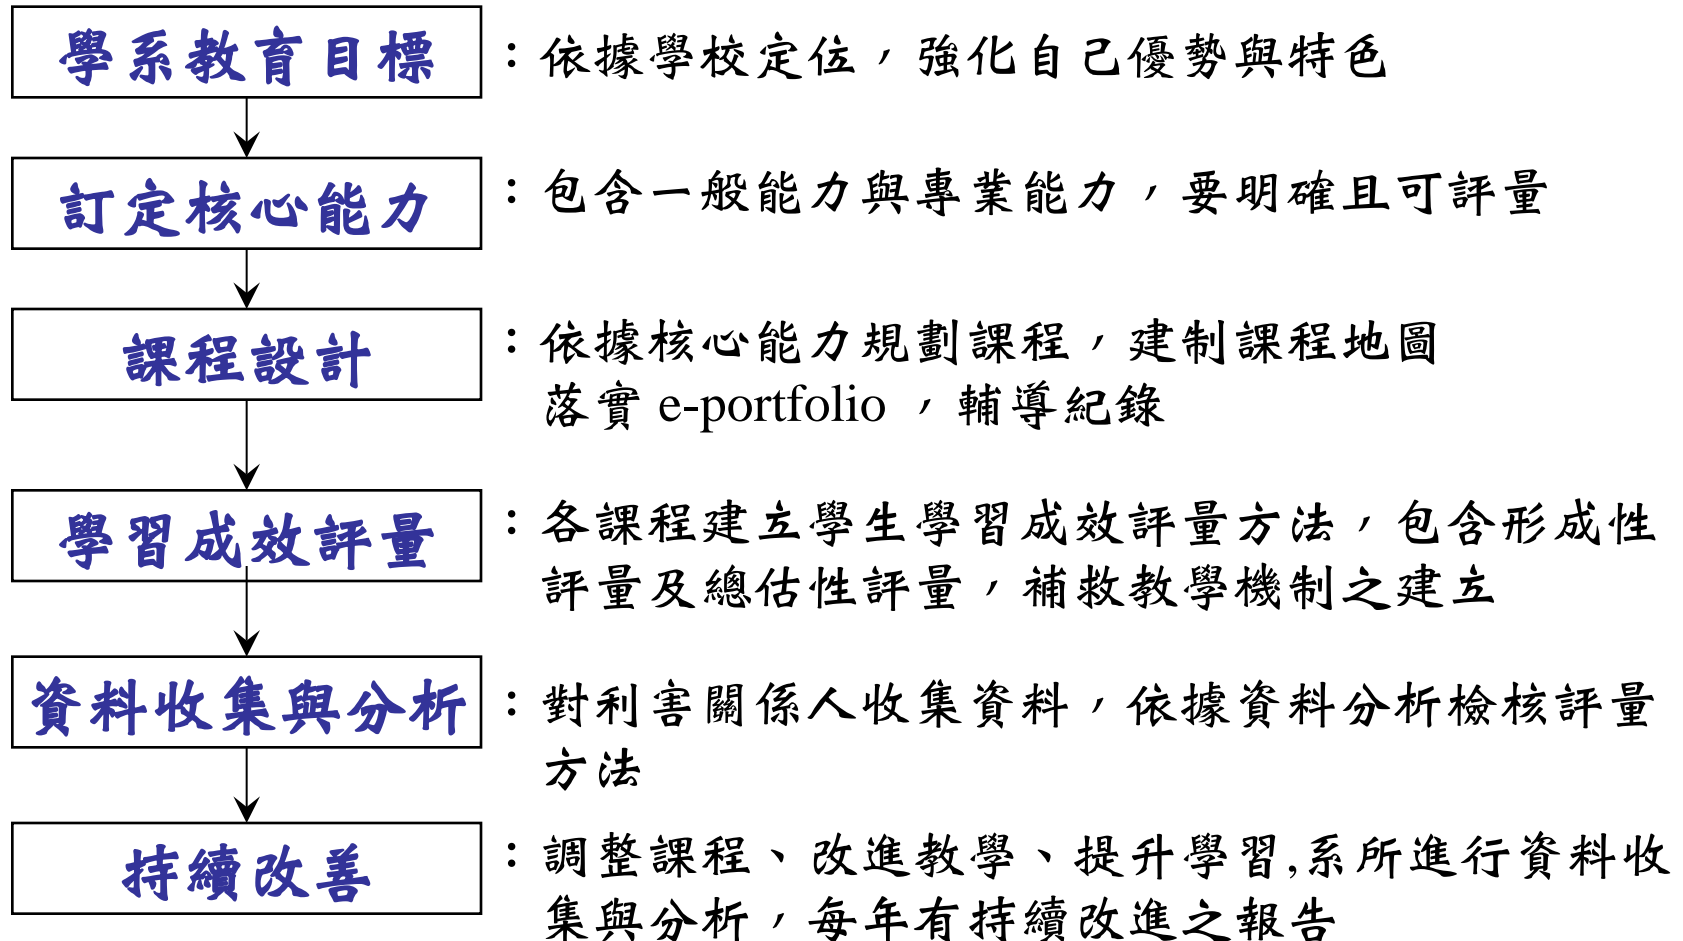 學系教育目標：依據學校定位，強化自己優勢與特色
訂定核心能力：包含一般能力與專業能力，要明確且可評量
課程設計：依據核心能力規劃課程，建制課程地圖
落實 e-portfolio ，輔導紀錄
學習成效評量：各課程建立學生學習成效評量方法，包含形成性
評量及總估性評量，補救教學機制之建立
資料收集與分析：對利害關係人收集資料，依據資料分析檢核評量
方法
持續改善：調整課程、改進教學、提升學習,系所進行資料收
集與分析，每年有持續改進之報告